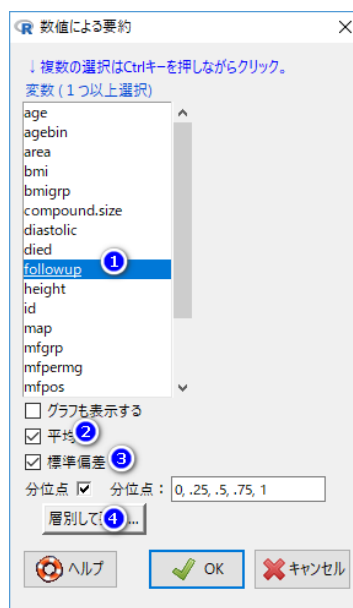 数値による要約
↓複数の選択はCtrlキーを押しながらクリック。
変数(1つ以上選択)
age
agebin
area
bmi
bmigrp
compound.size
diastolic
died
followup
1
height
id
map
mfgrp
mfpermg
mfpos
グラフも表示する
平均
2
標準偏差
3
分位点 分位点: 0, .25, .5, .75, 1
層別して
4
...
ヘルプ OK キャンセル